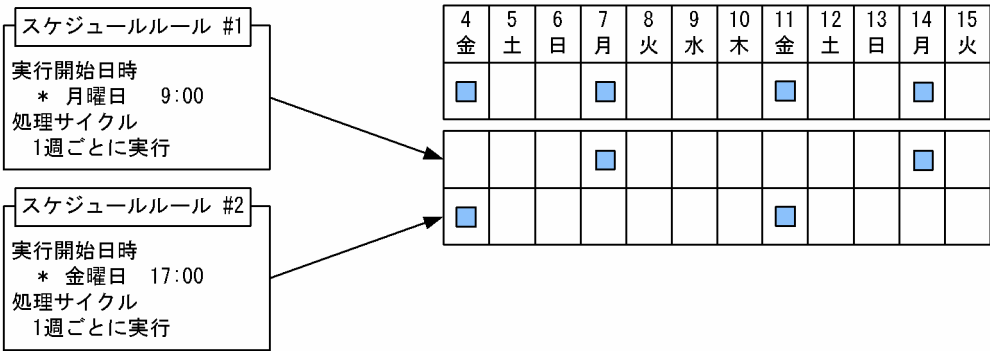 スケジュールルール #1
実行開始日時
* 月曜日 9:00
処理サイクル
1週ごとに実行
スケジュールルール #2
実行開始日時
* 金曜日 17:00
処理サイクル
1週ごとに実行
4 5 6 7 8 9 10 11 12 13 14 15
金 土 日 月 火 水 木 金 土 日 月 火